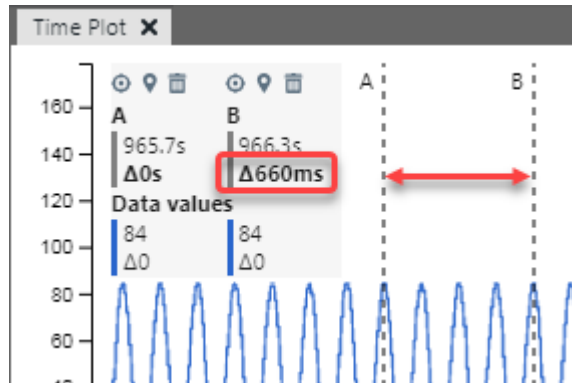 Time Plot
160
140
120
100
80
60
A B
965.7s 966.3s
Δ0s Δ660ms
Data values
84 84
Δ0 Δ0
A B